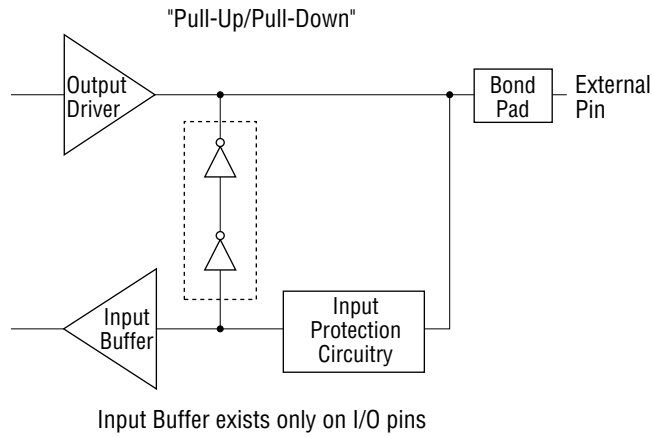 "Pull-Up/Pull-Down"
Output
Driver
Bond
Pad
External
Pin
Input
Buffer
Input
Protection
Circuitry
Input Buffer exists only on I/O pins